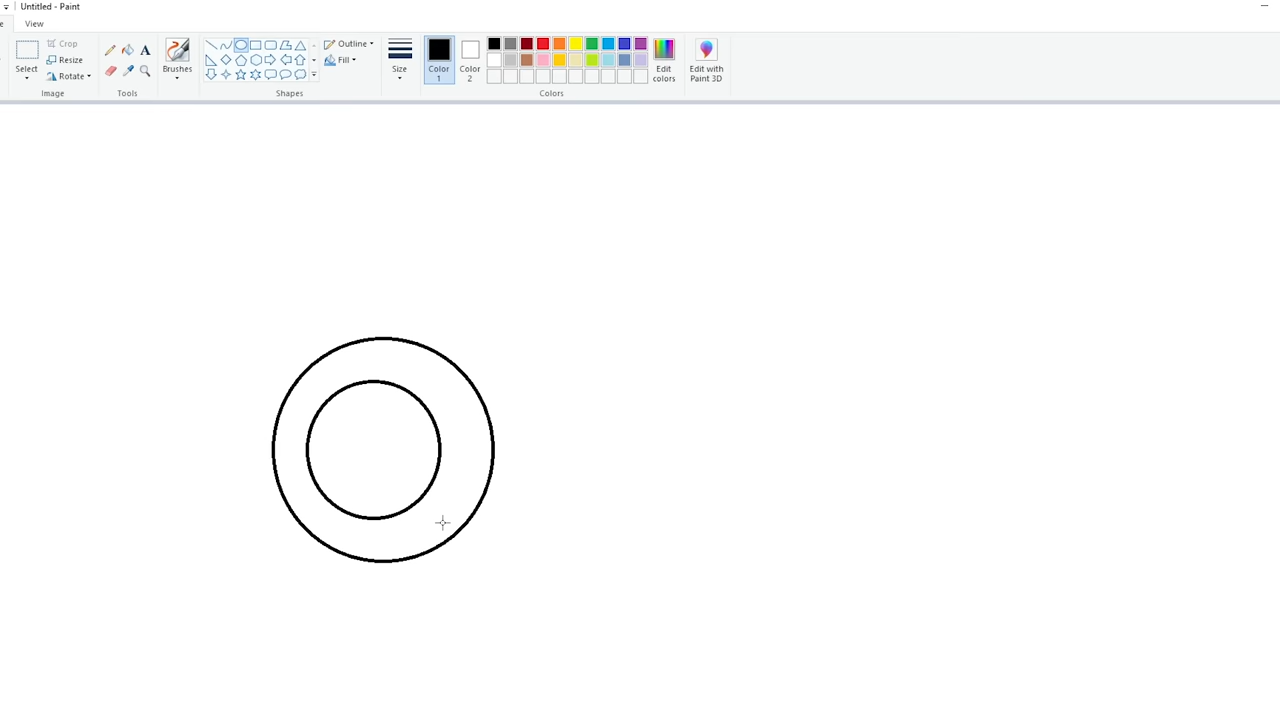 Untitled - Paint
e View
Crop
Resize
Rotate
Select
Image
A
Tools
Brushes
Outline
Fill
Shapes
Size
Color 1
Color 2
Colors
Edit colors
Edit with Paint 3D